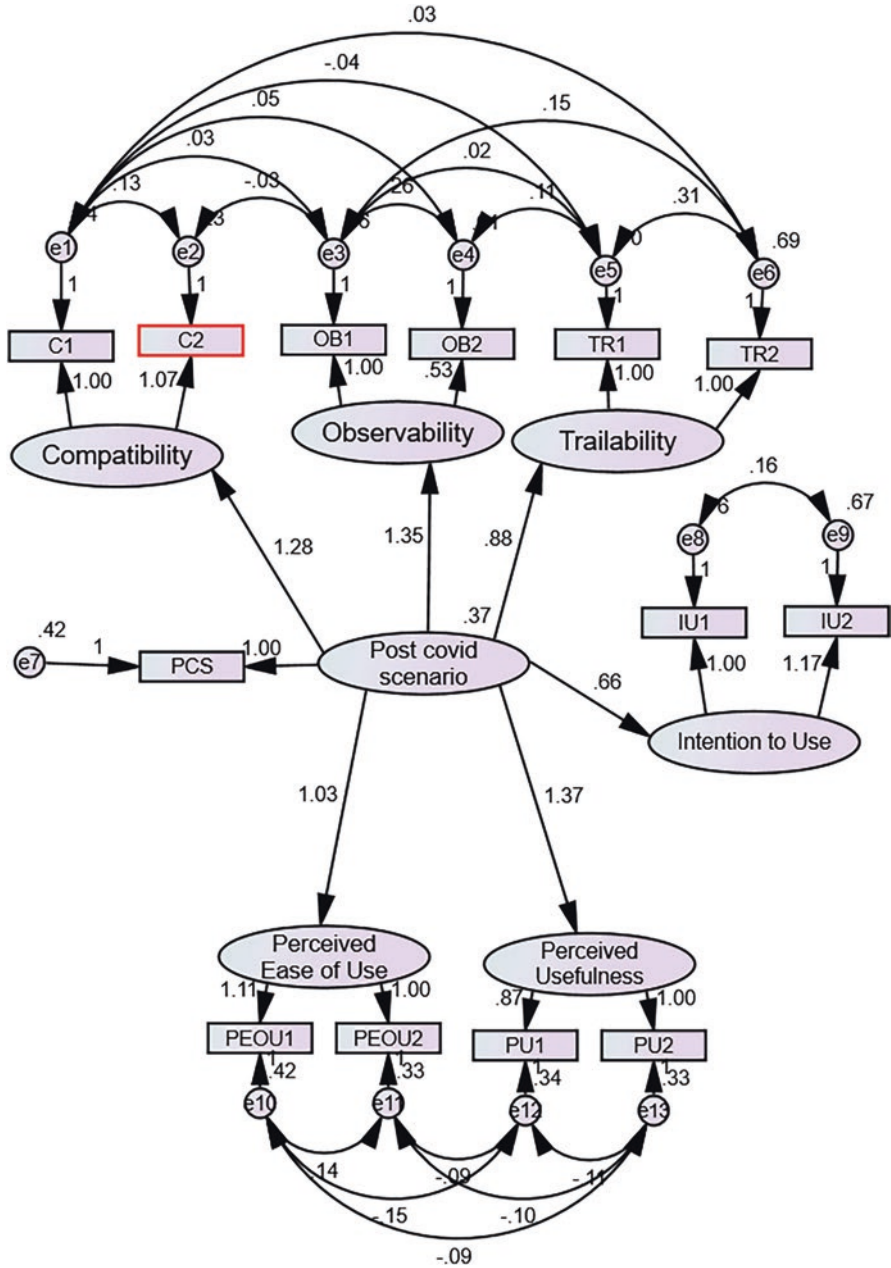 .03
-.04
.05
.15
.03
.02
.13
-.03
.26
.11
.31
.69
e1
e2
e3
e4
e5
e6
1
1
1
1
1
1
C1
C2
OB1
OB2
TR1
TR2
1.00
1.07
1.00
.53
1.00
1.00
Compatibility
Observability
Trailability
.16
.67
e8
e9
1
1
IU1
IU2
1.00
1.17
Intention to Use
1.28
1.35
.88
.37
.66
.42
e7
1
PCS
1.00
Post covid
scenario
1.03
1.37
Perceived
Ease of Use
Perceived
Usefulness
1.11
1.00
.87
1.00
PEOU1
PEOU2
PU1
PU2
1
1
1
1
.42
.33
.34
.33
e10
e11
e12
e13
.14
-.09
-.11
-.15
-.10
-.09